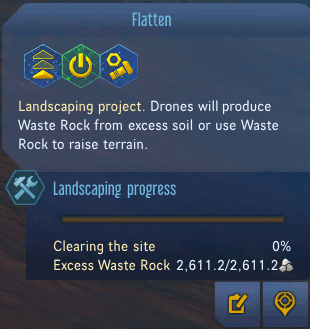 Flatten
Landscaping project. Drones will produce
Waste Rock from excess soil or use Waste
Rock to raise terrain.
Landscaping progress
Clearing the site 0%
Excess Waste Rock 2,611.2/2,611.2